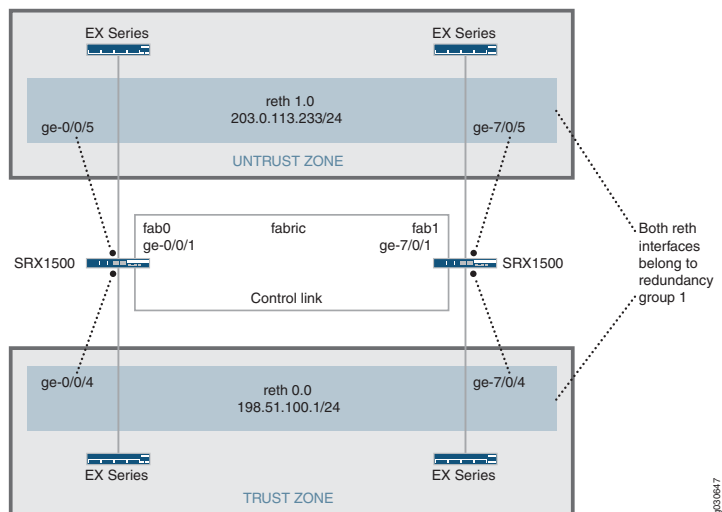 EX Series
EX Series
reth 1.0
203.0.113.233/24
ge-0/0/5
ge-7/0/5
UNTRUST ZONE
fab0
ge-0/0/1
fabric
fab1
ge-7/0/1
SRX1500
SRX1500
Control link
Both reth
interfaces
belong to
redundancy
group 1
ge-0/0/4
ge-7/0/4
reth 0.0
198.51.100.1/24
EX Series
EX Series
TRUST ZONE
g030647